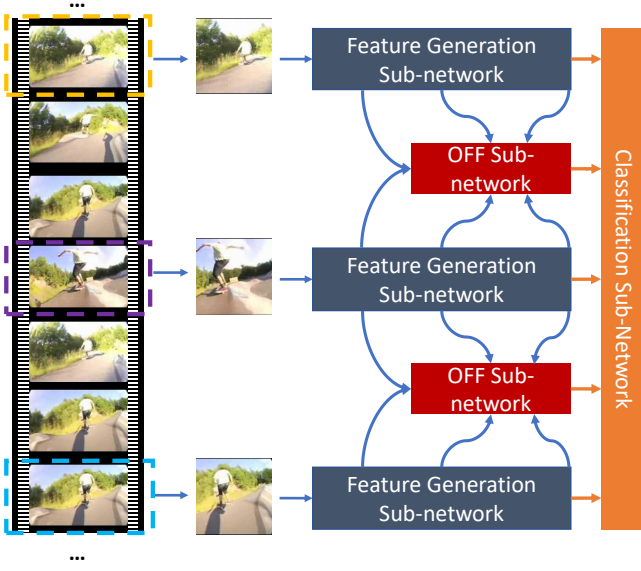 ...
Feature Generation
Sub-network
OFF Sub-
network
Feature Generation
Sub-network
OFF Sub-
network
Feature Generation
Sub-network
Classification Sub-Network
...